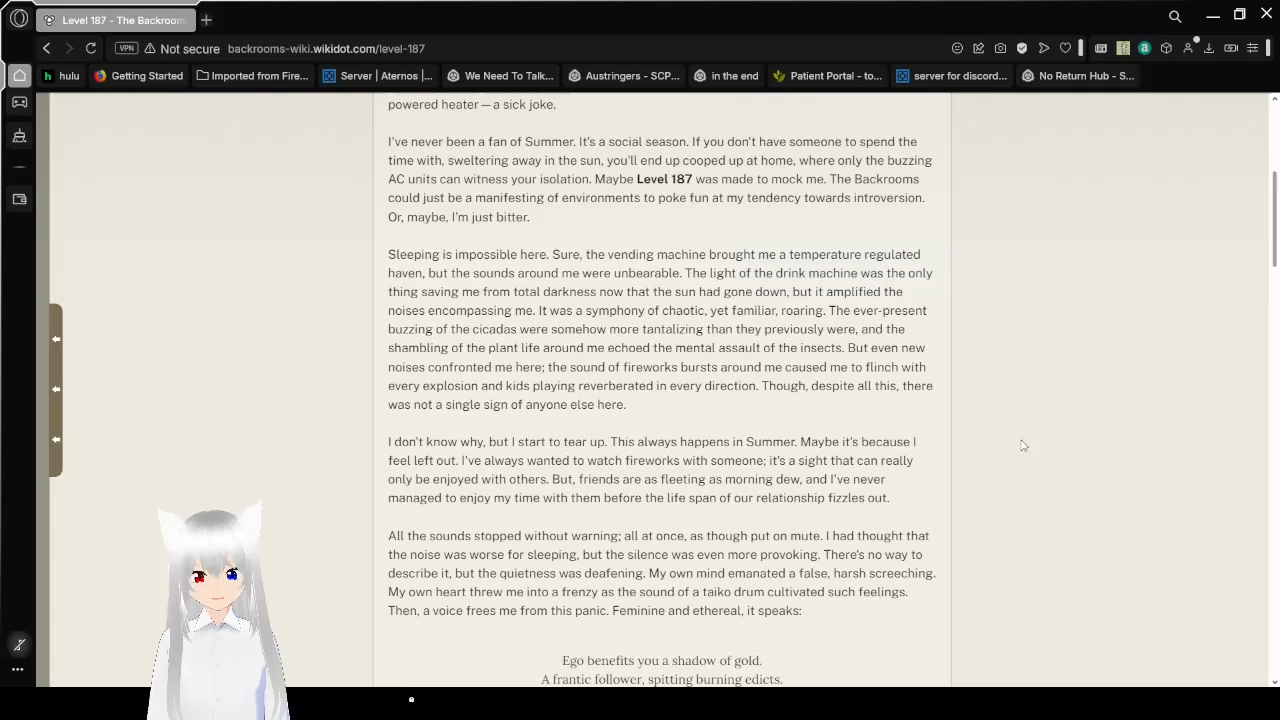 Level 187 - The Backroom
VPN
Not secure
backrooms-wiki.wikidot.com/level-187
hulu
Getting Started
Imported from Fire...
Server | Aternos |...
We Need To Talk...
Austringers - SCP...
in the end
Patient Portal - to...
server for discord...
No Return Hub - S...
powered heater — a sick joke.
I've never been a fan of Summer. It's a social season. If you don't have someone to spend the
time with, sweltering away in the sun, you'll end up cooped up at home, where only the buzzing
AC units can witness your isolation. Maybe Level 187 was made to mock me. The Backrooms
could just be a manifesting of environments to poke fun at my tendency towards introversion.
Or, maybe, I'm just bitter.
Sleeping is impossible here. Sure, the vending machine brought me a temperature regulated
haven, but the sounds around me were unbearable. The light of the drink machine was the only
thing saving me from total darkness now that the sun had gone down, but it amplified the
noises encompassing me. It was a symphony of chaotic, yet familiar, roaring. The ever-present
buzzing of the cicadas were somehow more tantalizing than they previously were, and the
shambling of the plant life around me echoed the mental assault of the insects. But even new
noises confronted me here; the sound of fireworks bursts around me caused me to flinch with
every explosion and kids playing reverberated in every direction. Though, despite all this, there
was not a single sign of anyone else here.
I don't know why, but I start to tear up. This always happens in Summer. Maybe it's because I
feel left out. I've always wanted to watch fireworks with someone; it's a sight that can really
only be enjoyed with others. But, friends are as fleeting as morning dew, and I've never
managed to enjoy my time with them before the life span of our relationship fizzles out.
All the sounds stopped without warning; all at once, as though put on mute. I had thought that
the noise was worse for sleeping, but the silence was even more provoking. There's no way to
describe it, but the quietness was deafening. My own mind emanated a false, harsh screeching.
My own heart threw me into a frenzy as the sound of a taiko drum cultivated such feelings.
Then, a voice frees me from this panic. Feminine and ethereal, it speaks:
Ego benefits you a shadow of gold.
A frantic follower, spitting burning edicts.